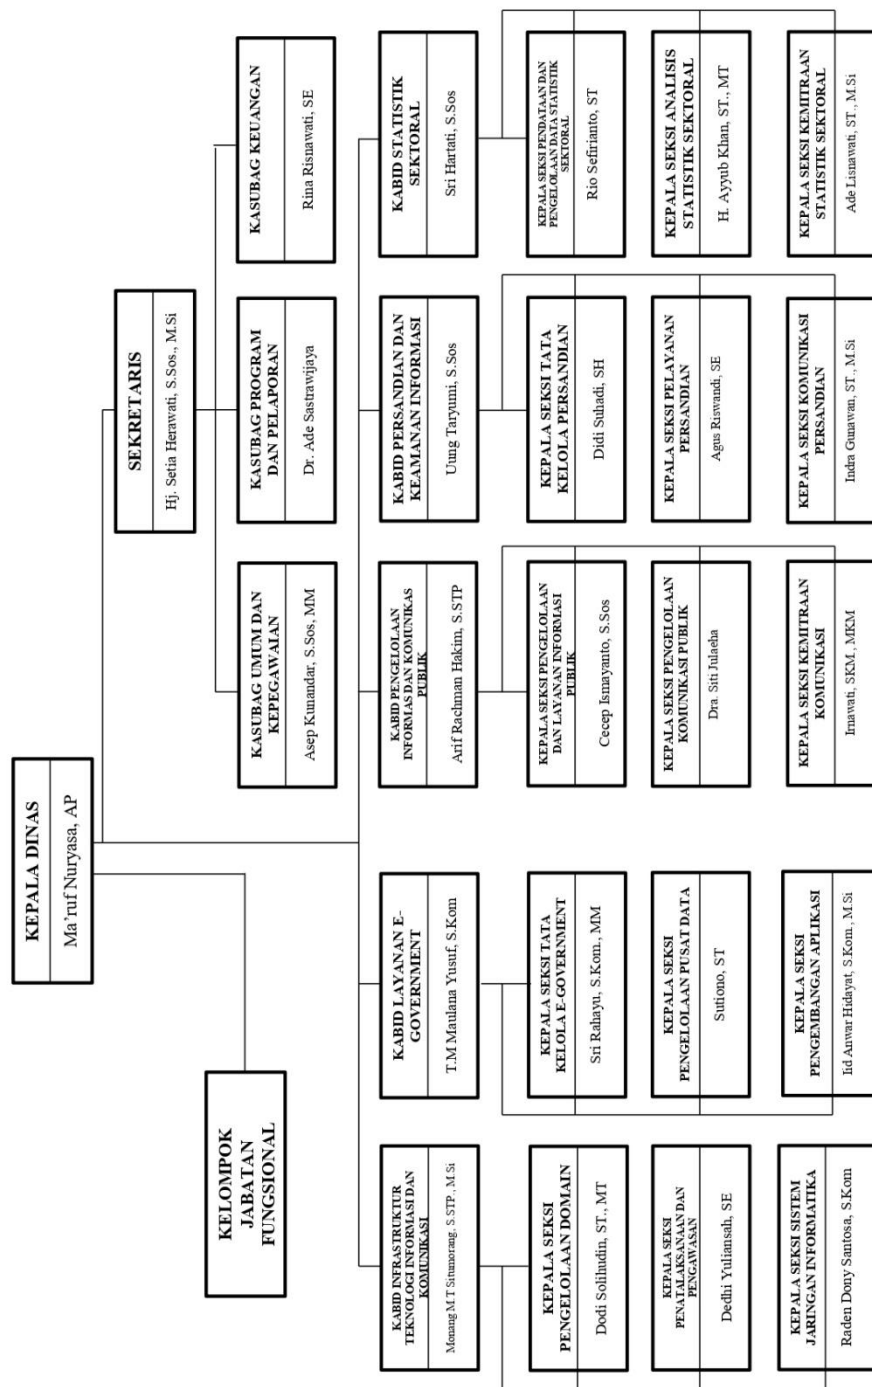 KEPALA DINAS
Ma'ruf Nuryasa, AP
KELOMPOK
JABATAN
FUNGSIONAL
SEKRETARIS
Hj. Setia Herawati, S.Sos., M.Si
KASUBAG UMUM DAN
KEPEGAWAIAN
Asep Kunandar, S.Sos, MM
KASUBAG PROGRAM
DAN PELAPORAN
Dr. Ade Sastrawijaya
KASUBAG KEUANGAN
Rina Risnawati, SE
KABID INFRASTRUKTUR
TEKNOLOGI INFORMASI DAN
KOMUNIKASI
Monang M.T Situmorang, S.STP., M.Si
KABID LAYANAN E-
GOVERNMENT
T.M Maulana Yusuf, S.Kom
KABID PENGELOLAAN
INFORMAS DAN KOMUNIKAS
PUBLIK
Arif Rachman Hakim, S.STP
KABID PERSANDIAN DAN
KEAMANAN INFORMASI
Uung Taryumi, S.Sos
KABID STATISTIK
SEKTORAL
Sri Hartati, S.Sos
KEPALA SEKSI
PENGELOLAAN DOMAIN
Dodi Solihudin, ST., MT
KEPALA SEKSI TATA
KELOLA E-GOVERNMENT
Sri Rahayu, S.Kom., MM
KEPALA SEKSI PENGELOLAAN
DAN LAYANAN INFORMASI
PUBLIK
Cecep Ismayanto, S.Sos
KEPALA SEKSI TATA
KELOLA PERSANDIAN
Didi Suhadi, SH
KEPALA SEKSI PENDATAAN DAN
PENGELOLAAN DATA STATISTIK
SEKTORAL
Rio Sefirianto, ST
KEPALA SEKSI
PENATALAKSANAAN DAN
PENGAWASAN
Dedhi Yuliansah, SE
KEPALA SEKSI
PENGELOLAAN PUSAT DATA
Sutiono, ST
KEPALA SEKSI PENGELOLAAN
KOMUNIKASI PUBLIK
Dra. Siti Julaeha
KEPALA SEKSI PELAYANAN
PERSANDIAN
Agus Riswandi, SE
KEPALA SEKSI ANALISIS
STATISTIK SEKTORAL
H. Ayyub Khan, ST., MT
KEPALA SEKSI SISTEM
JARINGAN INFORMATIKA
Raden Dony Santosa, S.Kom
KEPALA SEKSI
PENGEMBANGAN APLIKASI
Iid Anwar Hidayat, S.Kom., M.Si
KEPALA SEKSI KEMITRAAN
KOMUNIKASI
Irnawati, SKM., MKM
KEPALA SEKSI KOMUNIKASI
PERSANDIAN
Indra Gunawan, ST., M.Si
KEPALA SEKSI KEMITRAAN
STATISTIK SEKTORAL
Ade Lisnawati, ST., M.Si